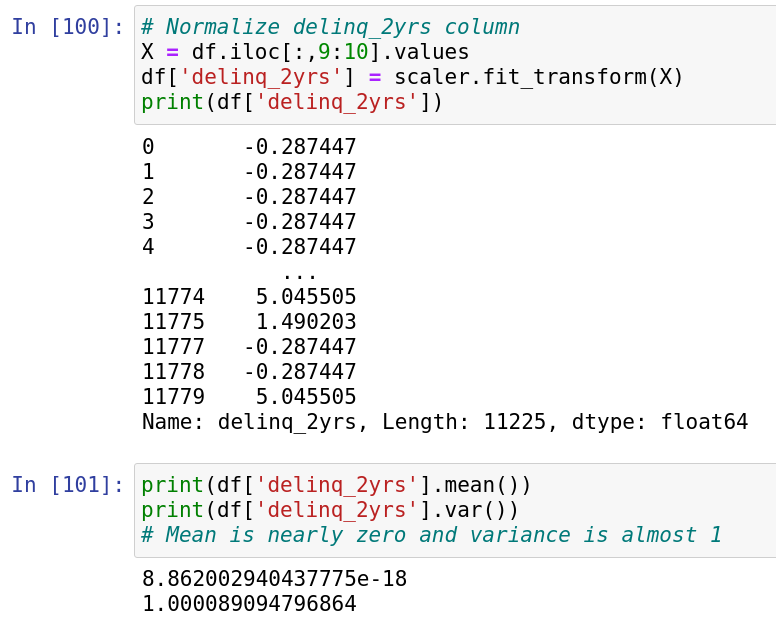 In [100]: # Normalize delinq_2yrs column
X = df.iloc[:,9:10].values
df['delinq_2yrs'] = scaler.fit_transform(X)
print(df['delinq_2yrs'])
0       -0.287447
1       -0.287447
2       -0.287447
3       -0.287447
4       -0.287447
           ...
11774    5.045505
11775    1.490203
11777   -0.287447
11778   -0.287447
11779    5.045505
Name: delinq_2yrs, Length: 11225, dtype: float64
In [101]: print(df['delinq_2yrs'].mean())
print(df['delinq_2yrs'].var())
# Mean is nearly zero and variance is almost 1
8.862002940437775e-18
1.000089094796864